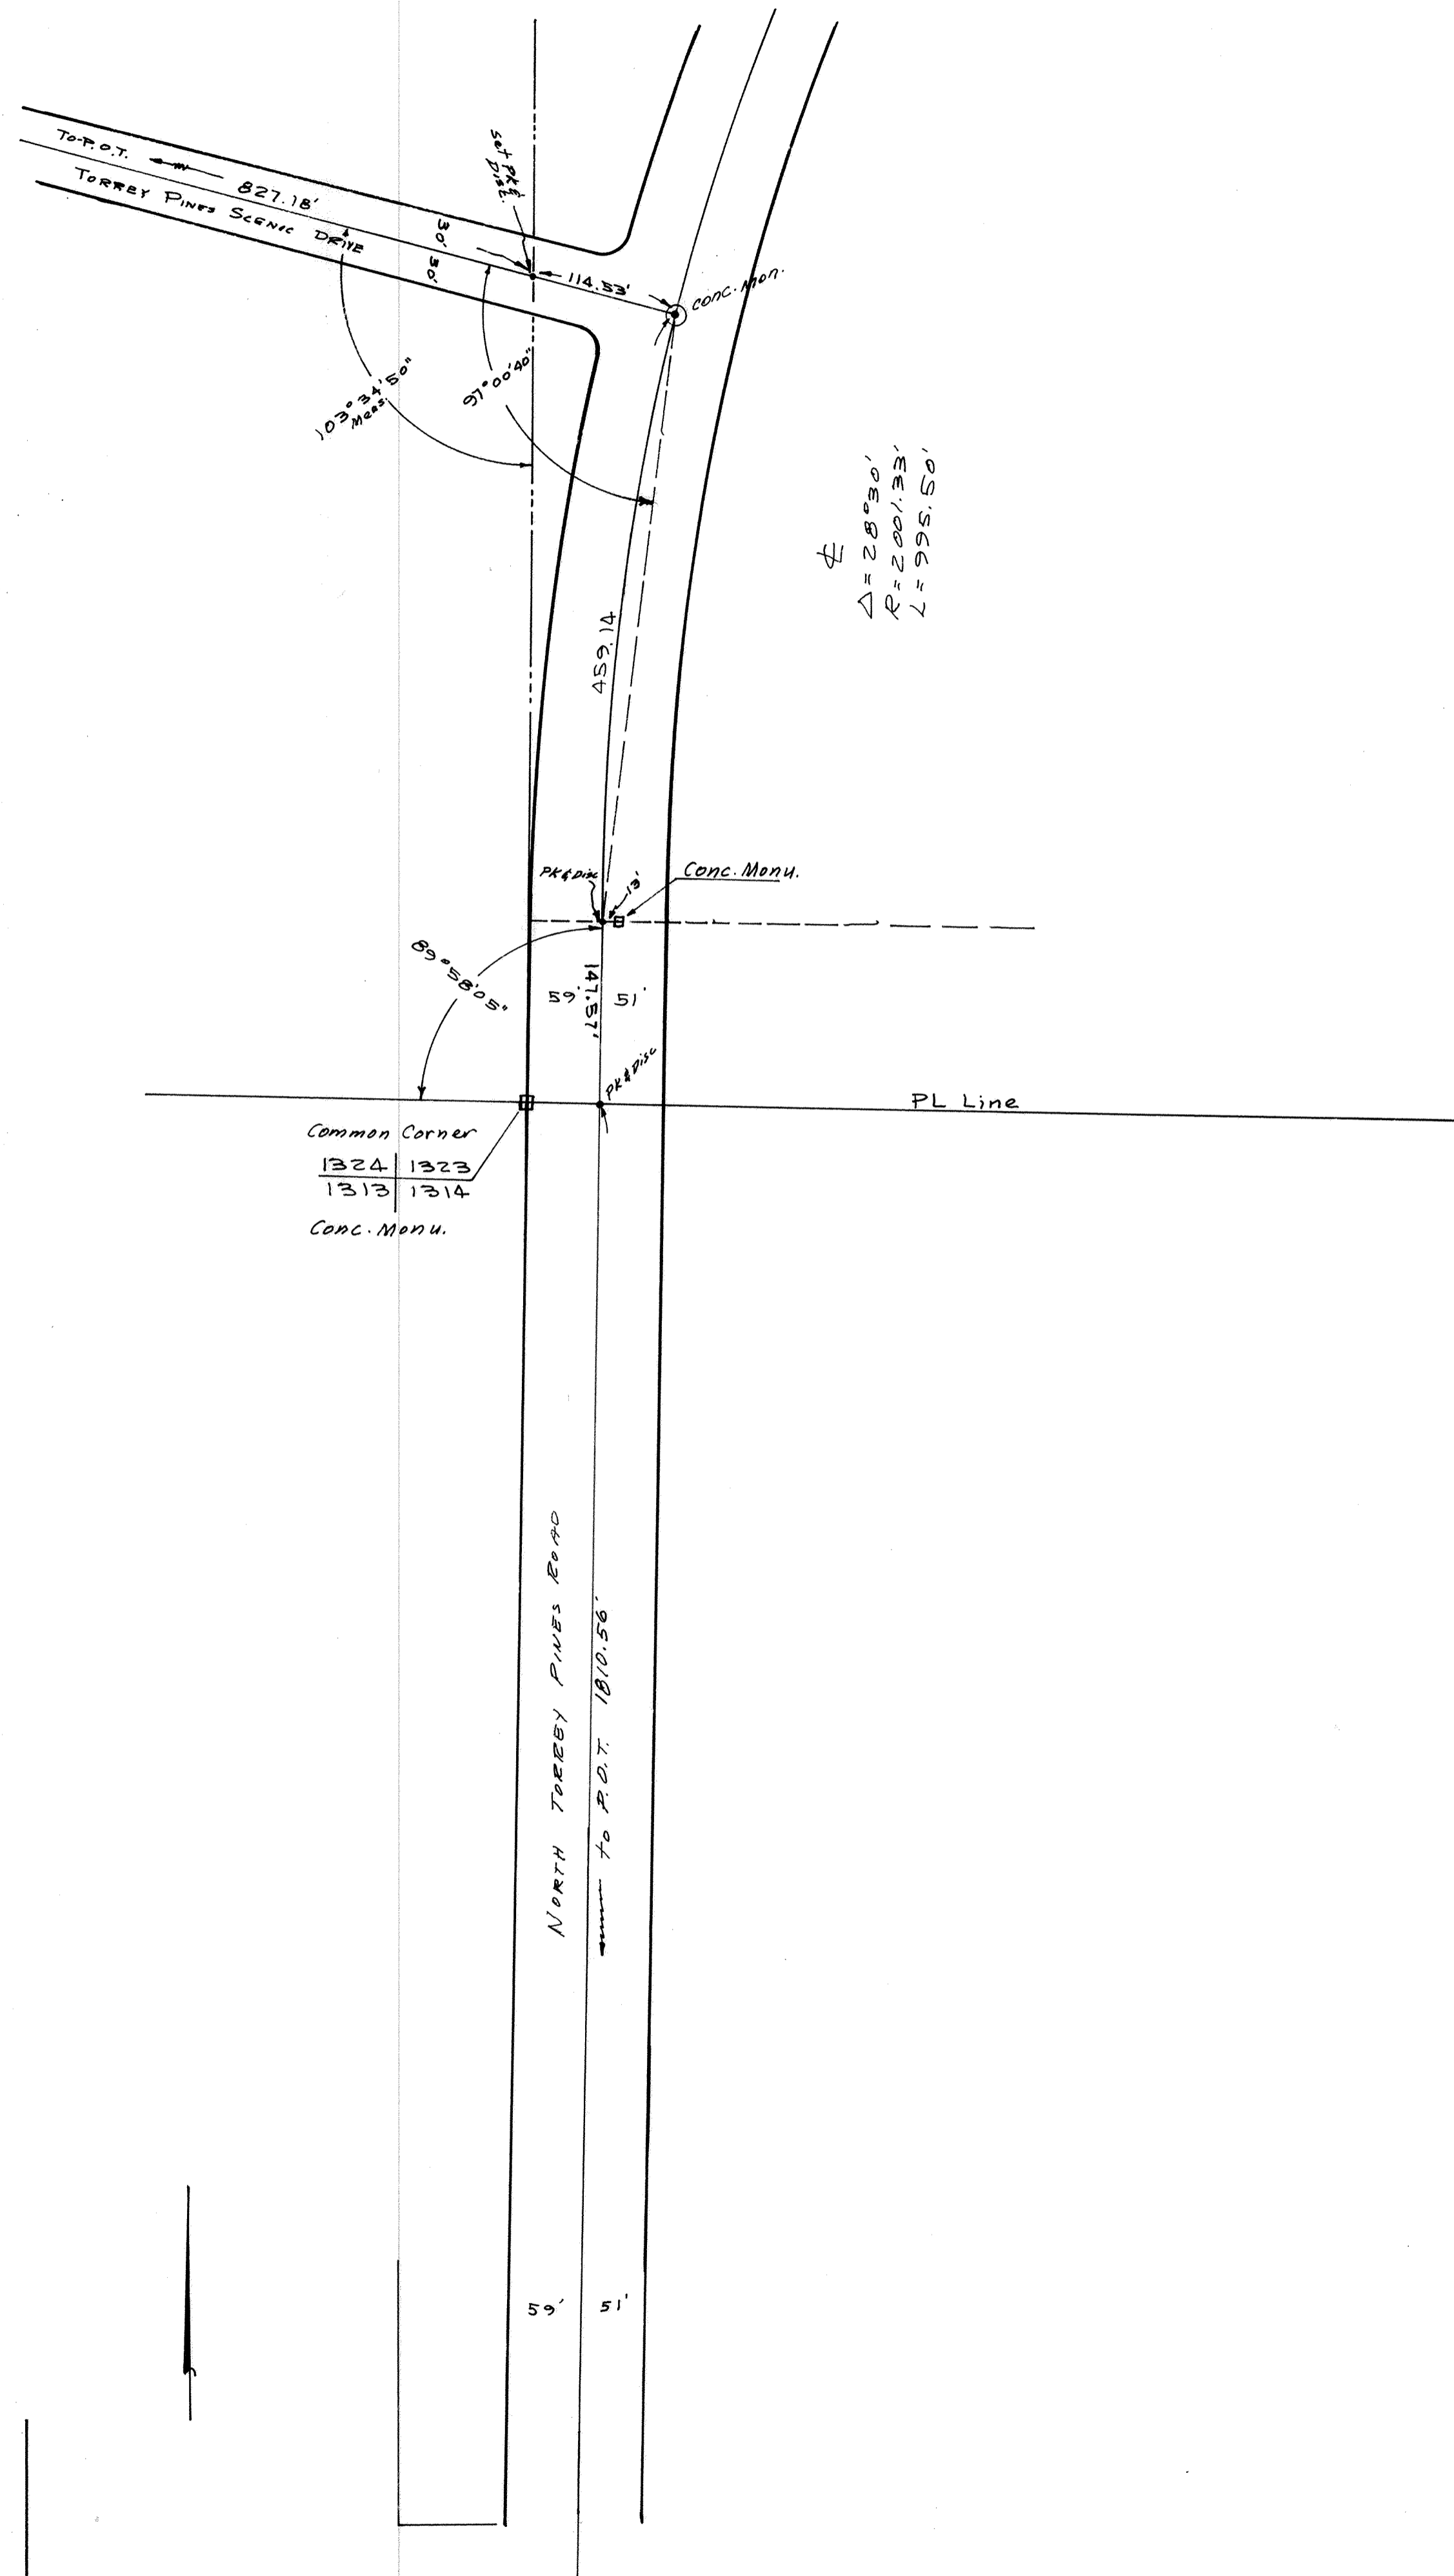 To-P.O.T.
827.18'
TORREY PINES SCENIC DRIVE
30'
30'
Set PK &
Disc.
114.53'
Conc. Mon.
103°34'50"
Meas.
97°00'40"
℄
Δ = 28°30'
R = 2001.33'
L = 995.50'
459.14
PK & Disc
13'
Conc. Monu.
89°58'05"
59'
147.57'
51'
PK & Disc
PL Line
Common Corner
1324 1323
1313 1314
Conc. Monu.
NORTH TORREY PINES ROAD
to P.O.T. 1810.56'
59'
51'